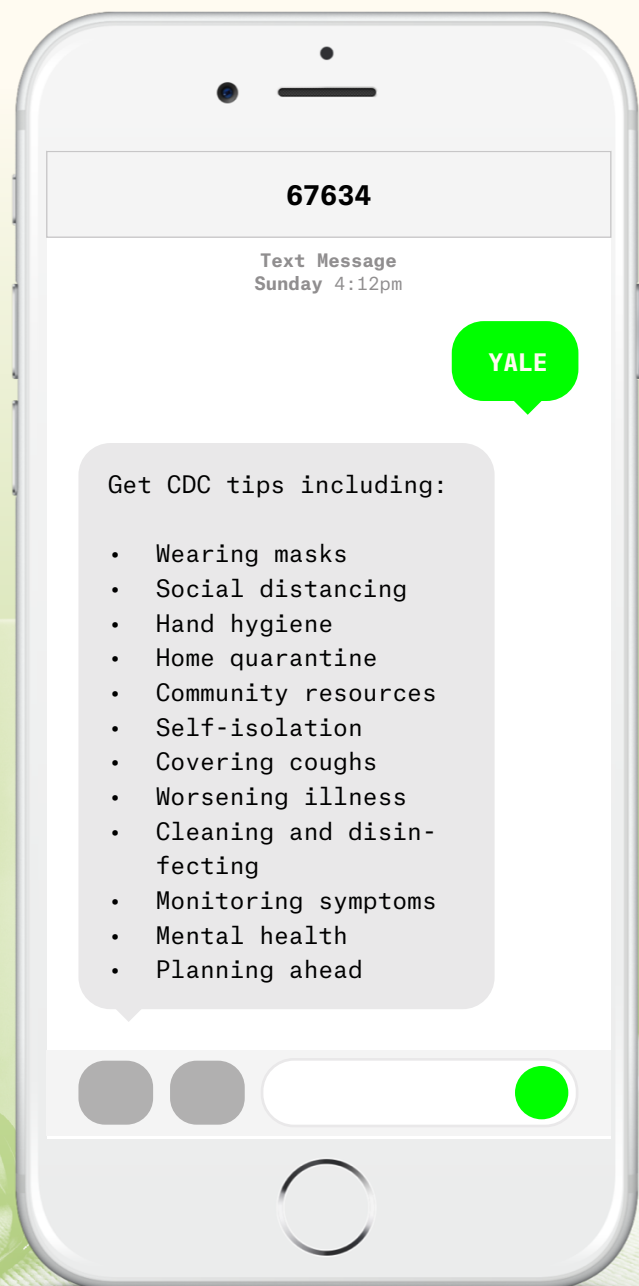 67634
Text Message
Sunday 4:12pm
YALE
Get CDC tips including:
• Wearing masks
• Social distancing
• Hand hygiene
• Home quarantine
• Community resources
• Self-isolation
• Covering coughs
• Worsening illness
• Cleaning and disin-
fecting
• Monitoring symptoms
• Mental health
• Planning ahead